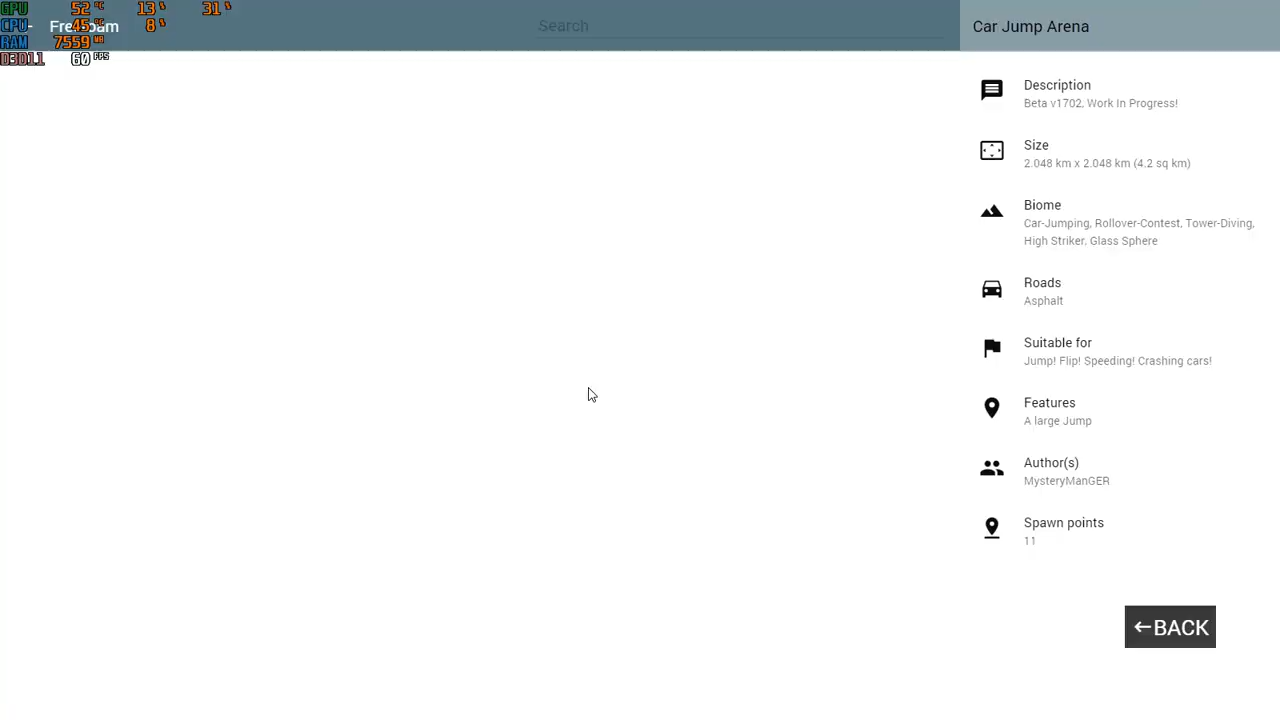 GPU 52 °C 13 % 31 %
CPU 45 °C 8 %
RAM 7559 MB
D3D11 60 FPS
Search
Car Jump Arena
Description
Beta v1702, Work In Progress!
Size
2.048 km x 2.048 km (4.2 sq km)
Biome
Car-Jumping, Rollover-Contest, Tower-Diving,
High Striker. Glass Sphere
Roads
Asphalt
Suitable for
Jump! Flip! Speeding! Crashing cars!
Features
A large Jump
Author(s)
MysteryManGER
Spawn points
11
←BACK